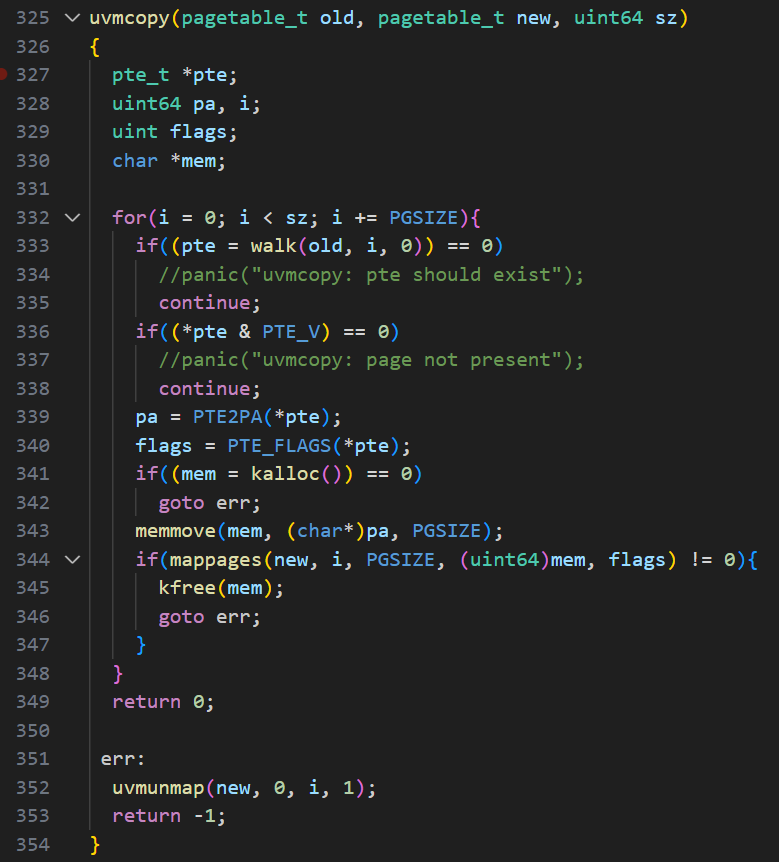 325 uvmcopy(pagetable_t old, pagetable_t new, uint64 sz)
326 {
327   pte_t *pte;
328   uint64 pa, i;
329   uint flags;
330   char *mem;
331
332   for(i = 0; i < sz; i += PGSIZE){
333     if((pte = walk(old, i, 0)) == 0)
334       //panic("uvmcopy: pte should exist");
335       continue;
336     if((*pte & PTE_V) == 0)
337       //panic("uvmcopy: page not present");
338       continue;
339     pa = PTE2PA(*pte);
340     flags = PTE_FLAGS(*pte);
341     if((mem = kalloc()) == 0)
342       goto err;
343     memmove(mem, (char*)pa, PGSIZE);
344     if(mappages(new, i, PGSIZE, (uint64)mem, flags) != 0){
345       kfree(mem);
346       goto err;
347     }
348   }
349   return 0;
350
351  err:
352   uvmunmap(new, 0, i, 1);
353   return -1;
354 }